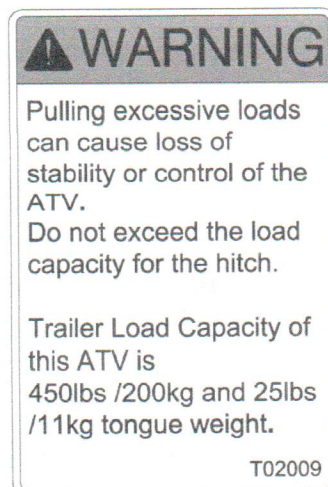 WARNING
Pulling excessive loads
can cause loss of
stability or control of the
ATV.
Do not exceed the load
capacity for the hitch.
Trailer Load Capacity of
this ATV is
450lbs /200kg and 25lbs
/11kg tongue weight.
T02009